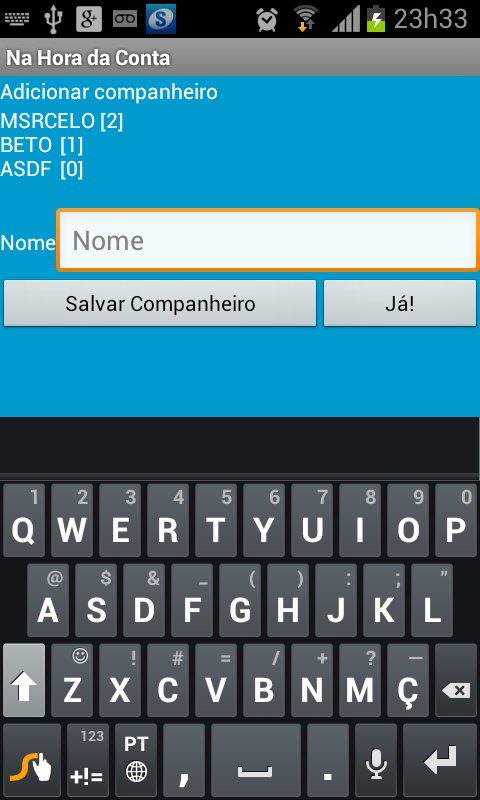 23h33
Na Hora da Conta
Adicionar companheiro
MSRCELO [2]
BETO [1]
ASDF [0]
Nome Nome
Salvar Companheiro Já!
1 2 3 4 5 6 7 8 9 0
Q W E R T Y U I O P
@ $ & _ ( ) : ; "
A S D F G H J K L
! # = / + ? —
Z X C V B N M Ç
123 PT
+!= , .